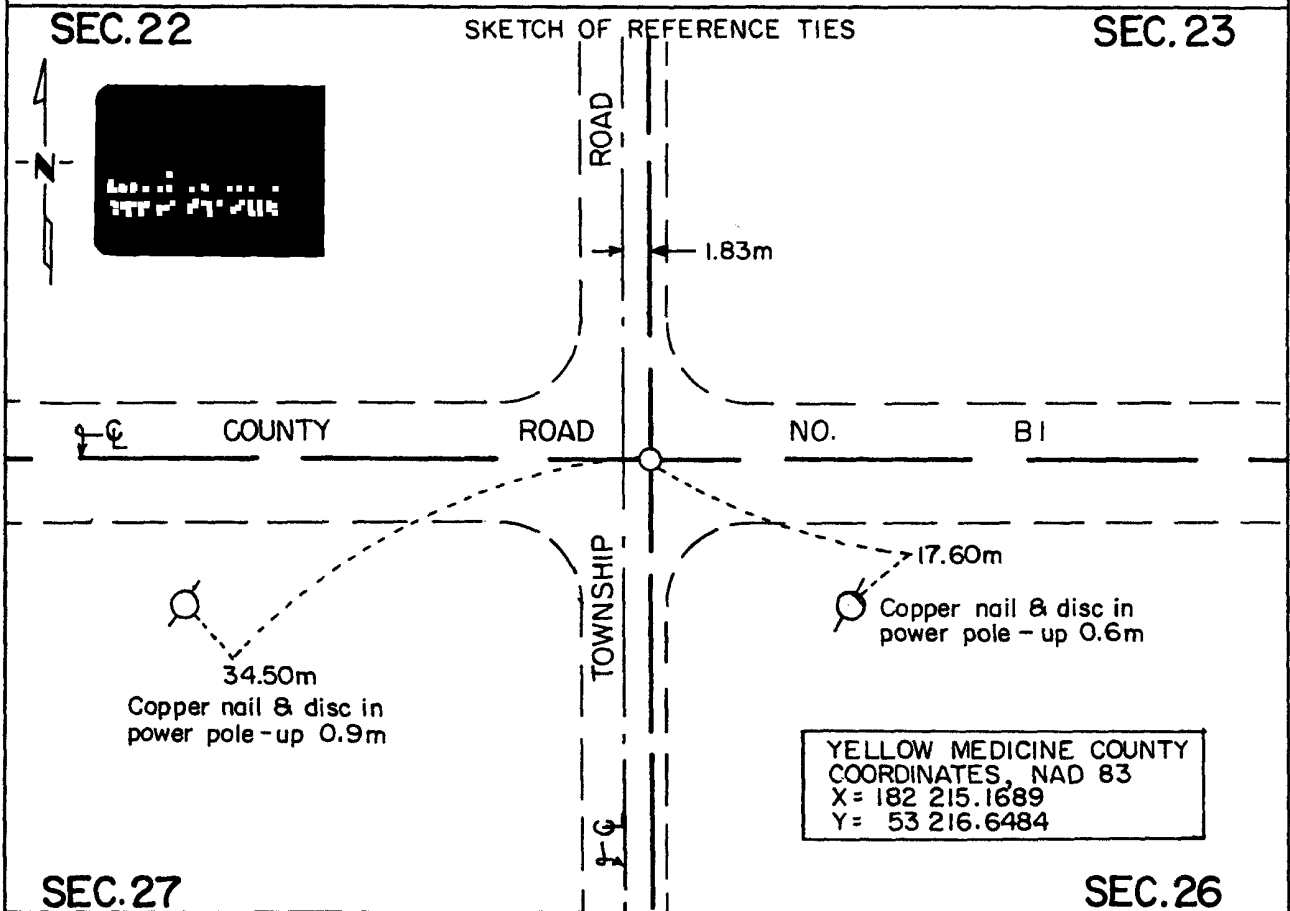 SEC.22 SKETCH OF REFERENCE TIES SEC.23
N
ROAD
1.83m
℄ COUNTY ROAD NO. B1
17.60m
Copper nail & disc in
power pole - up 0.6m
TOWNSHIP
34.50m
Copper nail & disc in
power pole - up 0.9m
YELLOW MEDICINE COUNTY
COORDINATES, NAD 83
X= 182 215.1689
Y= 53 216.6484
℄
SEC.27 SEC.26